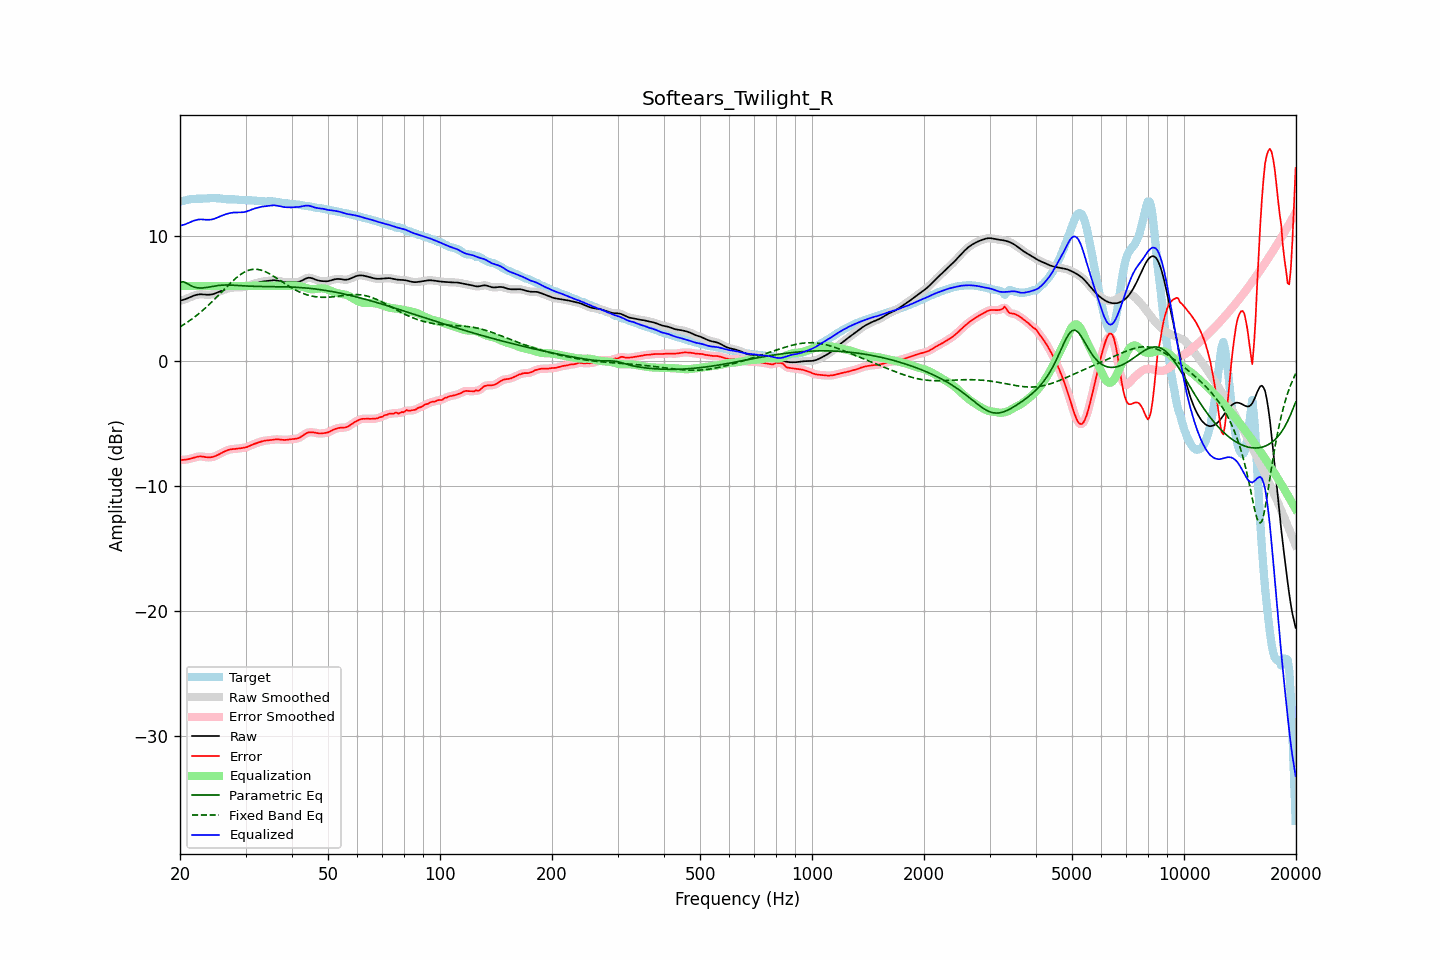 Softears_Twilight_R
Amplitude (dBr)
10
0
−10
−20
−30
Target
Raw Smoothed
Error Smoothed
Raw
Error
Equalization
Parametric Eq
Fixed Band Eq
Equalized
20 50 100 200 500 1000 2000 5000 10000 20000
Frequency (Hz)